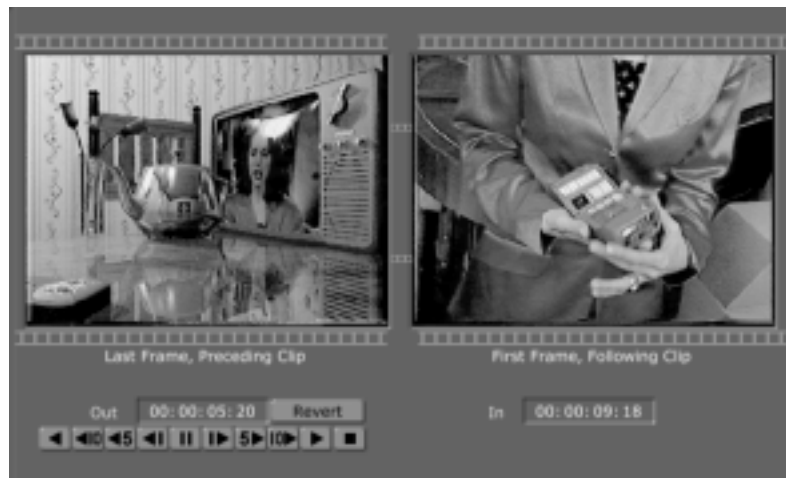 Last Frame, Preceding Clip
First Frame, Following Clip
Out 00:00:05:20 Revert
In 00:00:09:18
10 5 5 10